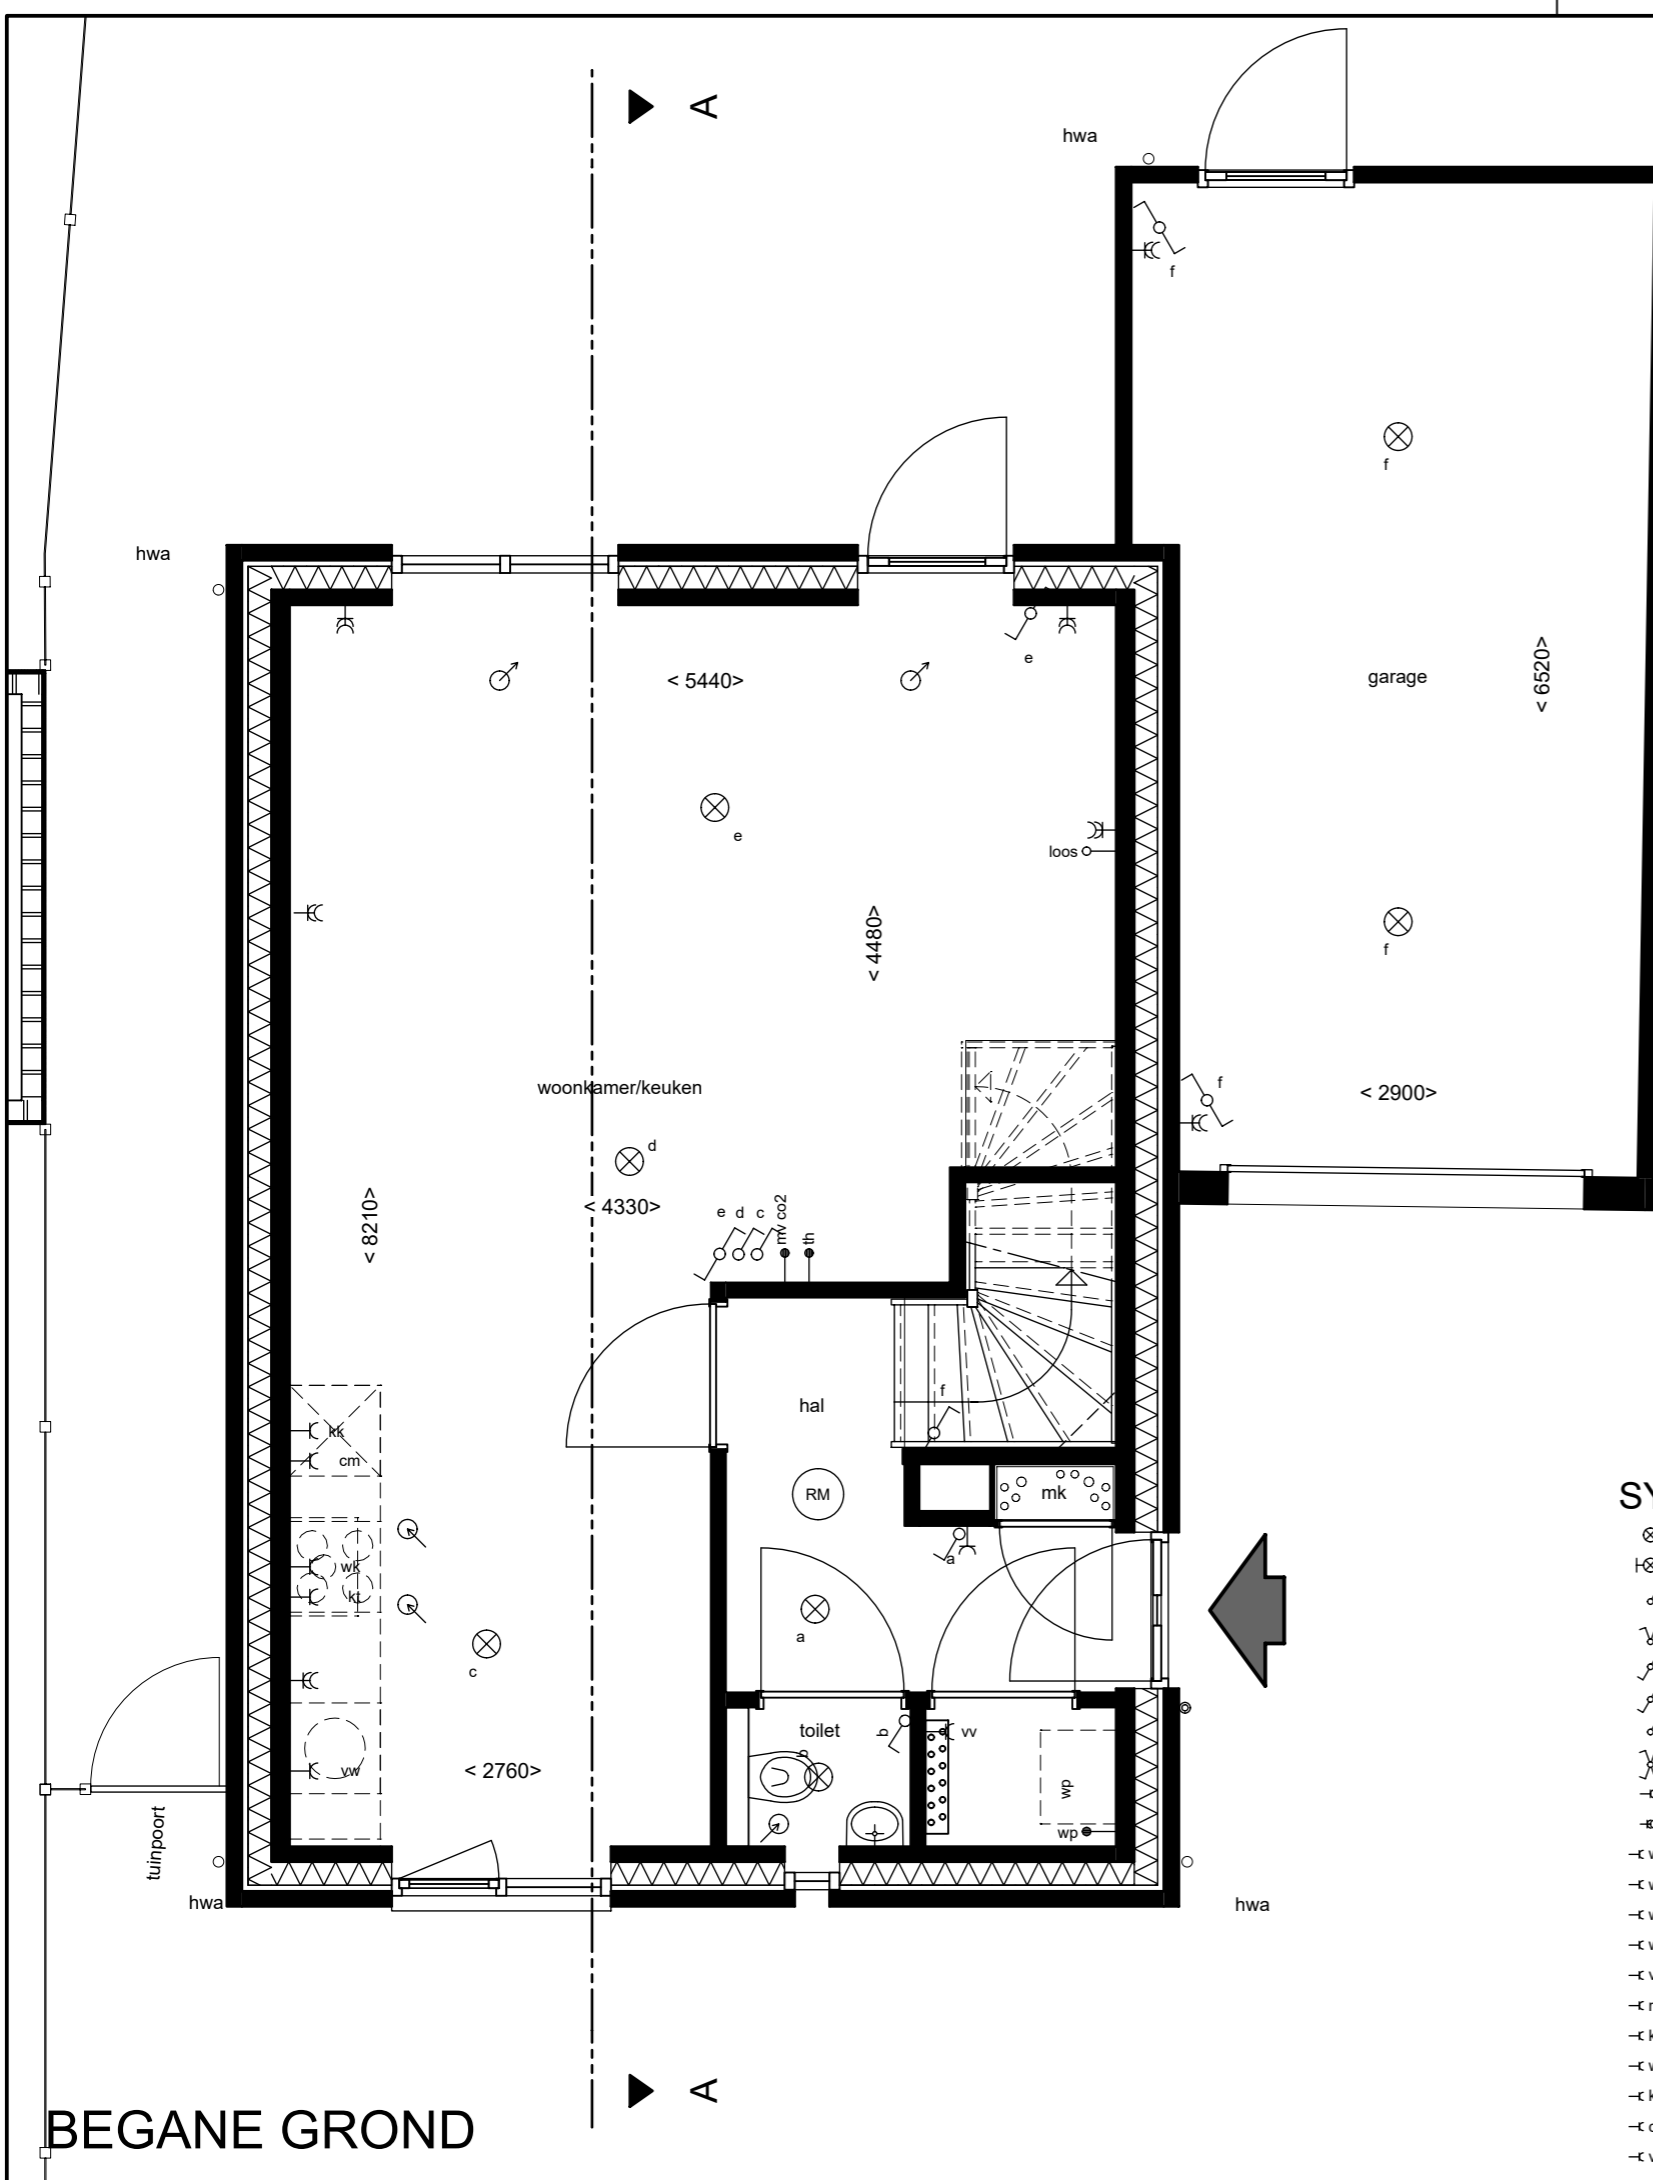 A
hwa
f
f
hwa
e
< 5440>
garage
< 6520>
e
loos
< 4480>
f
woonkamer/keuken
f
< 2900>
d
< 8210>
< 4330>
e d c mv co2 th
hal
f
kk
cm
RM
mk
SY
wk
kt
a
a
c
toilet
b
b
vv
vw
< 2760>
wp
wp
tuinpoort
hwa
hwa
A
BEGANE GROND